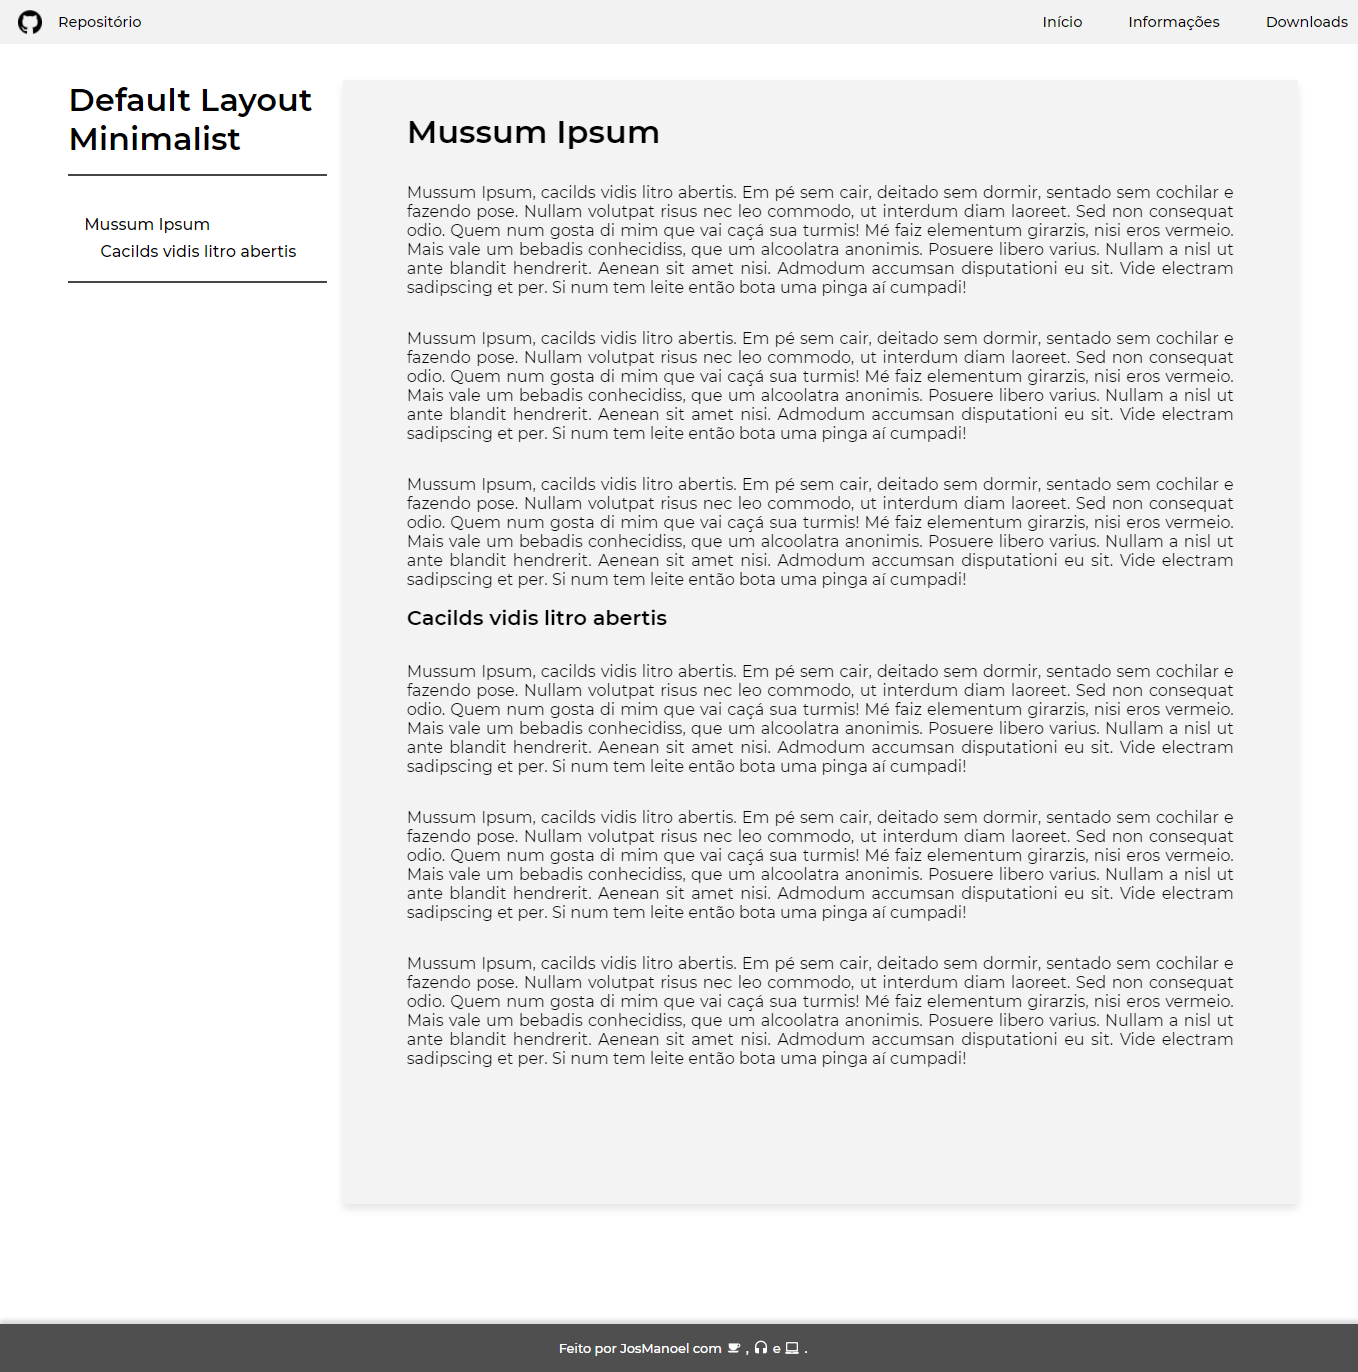 Repositório
Início
Informações
Downloads
Default Layout
Minimalist
Mussum Ipsum
Cacilds vidis litro abertis
Mussum Ipsum
Mussum Ipsum, cacilds vidis litro abertis. Em pé sem cair, deitado sem dormir, sentado sem cochilar e
fazendo pose. Nullam volutpat risus nec leo commodo, ut interdum diam laoreet. Sed non consequat
odio. Quem num gosta di mim que vai caçá sua turmis! Mé faiz elementum girarzis, nisi eros vermeio.
Mais vale um bebadis conhecidiss, que um alcoolatra anonimis. Posuere libero varius. Nullam a nisl ut
ante blandit hendrerit. Aenean sit amet nisi. Admodum accumsan disputationi eu sit. Vide electram
sadipscing et per. Si num tem leite então bota uma pinga aí cumpadi!
Mussum Ipsum, cacilds vidis litro abertis. Em pé sem cair, deitado sem dormir, sentado sem cochilar e
fazendo pose. Nullam volutpat risus nec leo commodo, ut interdum diam laoreet. Sed non consequat
odio. Quem num gosta di mim que vai caçá sua turmis! Mé faiz elementum girarzis, nisi eros vermeio.
Mais vale um bebadis conhecidiss, que um alcoolatra anonimis. Posuere libero varius. Nullam a nisl ut
ante blandit hendrerit. Aenean sit amet nisi. Admodum accumsan disputationi eu sit. Vide electram
sadipscing et per. Si num tem leite então bota uma pinga aí cumpadi!
Mussum Ipsum, cacilds vidis litro abertis. Em pé sem cair, deitado sem dormir, sentado sem cochilar e
fazendo pose. Nullam volutpat risus nec leo commodo, ut interdum diam laoreet. Sed non consequat
odio. Quem num gosta di mim que vai caçá sua turmis! Mé faiz elementum girarzis, nisi eros vermeio.
Mais vale um bebadis conhecidiss, que um alcoolatra anonimis. Posuere libero varius. Nullam a nisl ut
ante blandit hendrerit. Aenean sit amet nisi. Admodum accumsan disputationi eu sit. Vide electram
sadipscing et per. Si num tem leite então bota uma pinga aí cumpadi!
Cacilds vidis litro abertis
Mussum Ipsum, cacilds vidis litro abertis. Em pé sem cair, deitado sem dormir, sentado sem cochilar e
fazendo pose. Nullam volutpat risus nec leo commodo, ut interdum diam laoreet. Sed non consequat
odio. Quem num gosta di mim que vai caçá sua turmis! Mé faiz elementum girarzis, nisi eros vermeio.
Mais vale um bebadis conhecidiss, que um alcoolatra anonimis. Posuere libero varius. Nullam a nisl ut
ante blandit hendrerit. Aenean sit amet nisi. Admodum accumsan disputationi eu sit. Vide electram
sadipscing et per. Si num tem leite então bota uma pinga aí cumpadi!
Mussum Ipsum, cacilds vidis litro abertis. Em pé sem cair, deitado sem dormir, sentado sem cochilar e
fazendo pose. Nullam volutpat risus nec leo commodo, ut interdum diam laoreet. Sed non consequat
odio. Quem num gosta di mim que vai caçá sua turmis! Mé faiz elementum girarzis, nisi eros vermeio.
Mais vale um bebadis conhecidiss, que um alcoolatra anonimis. Posuere libero varius. Nullam a nisl ut
ante blandit hendrerit. Aenean sit amet nisi. Admodum accumsan disputationi eu sit. Vide electram
sadipscing et per. Si num tem leite então bota uma pinga aí cumpadi!
Mussum Ipsum, cacilds vidis litro abertis. Em pé sem cair, deitado sem dormir, sentado sem cochilar e
fazendo pose. Nullam volutpat risus nec leo commodo, ut interdum diam laoreet. Sed non consequat
odio. Quem num gosta di mim que vai caçá sua turmis! Mé faiz elementum girarzis, nisi eros vermeio.
Mais vale um bebadis conhecidiss, que um alcoolatra anonimis. Posuere libero varius. Nullam a nisl ut
ante blandit hendrerit. Aenean sit amet nisi. Admodum accumsan disputationi eu sit. Vide electram
sadipscing et per. Si num tem leite então bota uma pinga aí cumpadi!
Feito por JosManoel com , e .